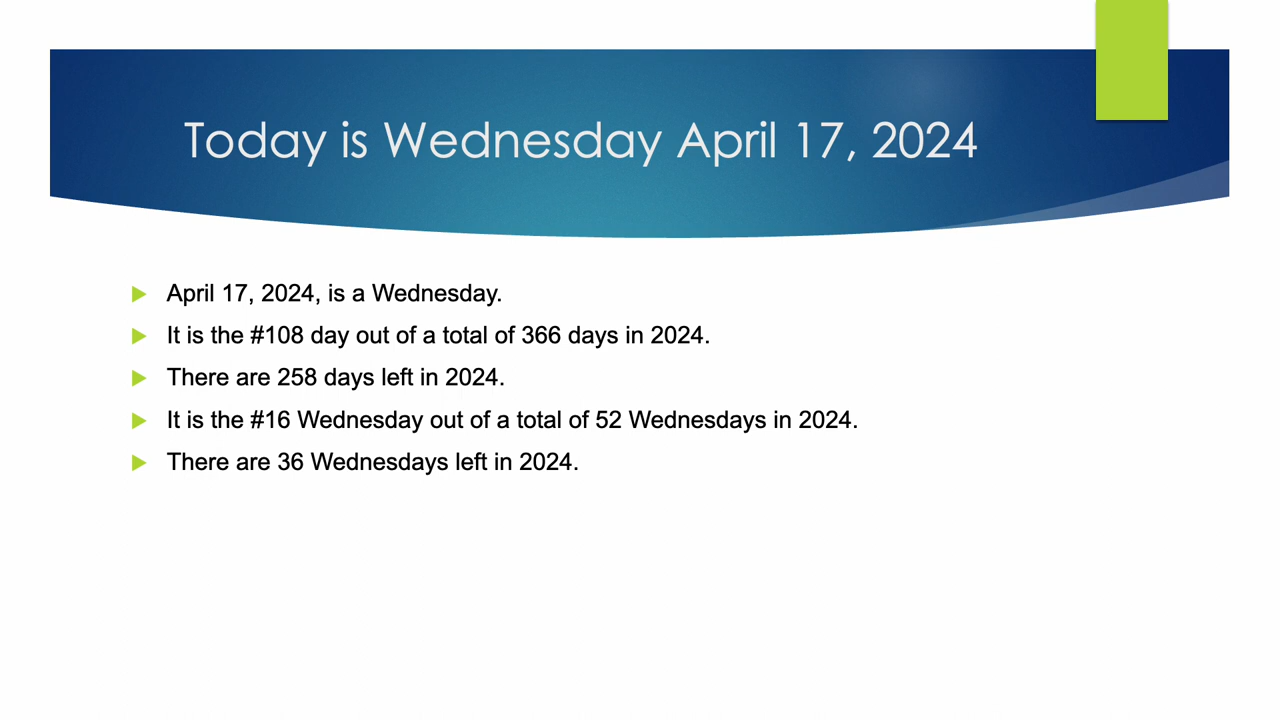 Today is Wednesday April 17, 2024
April 17, 2024, is a Wednesday.
It is the #108 day out of a total of 366 days in 2024.
There are 258 days left in 2024.
It is the #16 Wednesday out of a total of 52 Wednesdays in 2024.
There are 36 Wednesdays left in 2024.